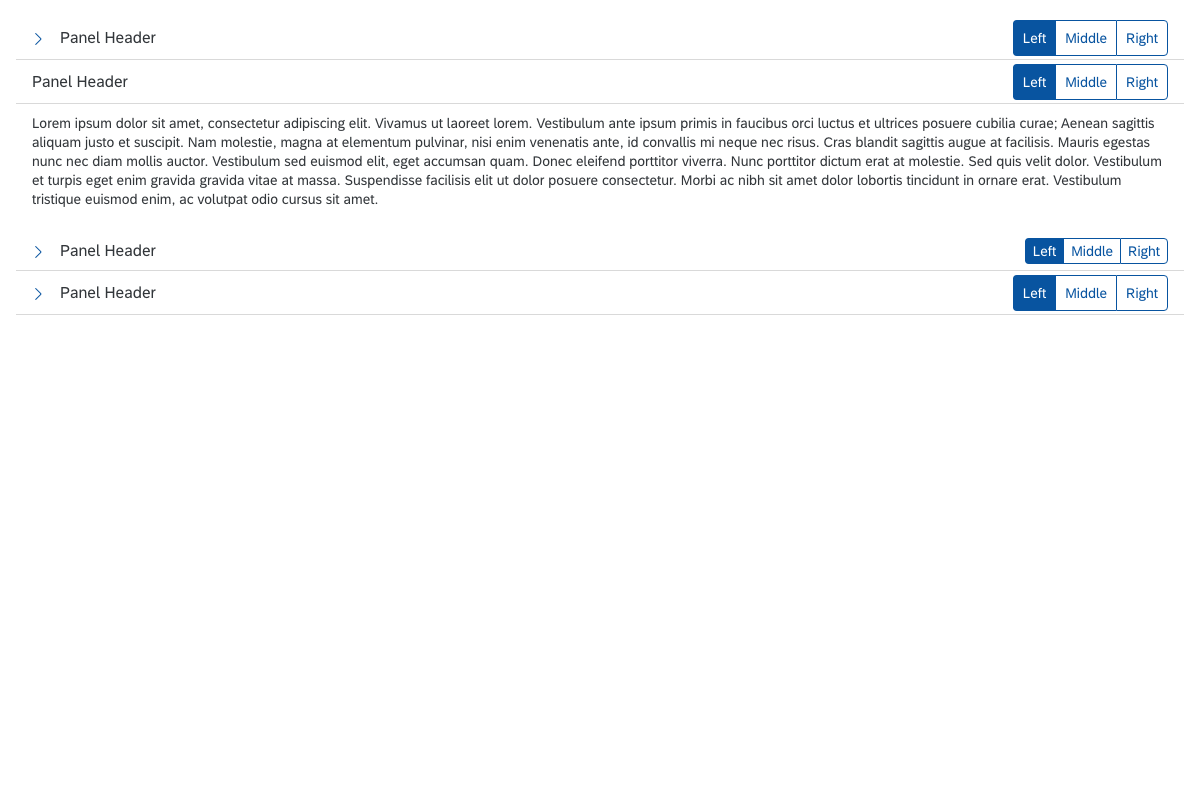 Panel Header Left Middle Right
Panel Header Left Middle Right
Lorem ipsum dolor sit amet, consectetur adipiscing elit. Vivamus ut laoreet lorem. Vestibulum ante ipsum primis in faucibus orci luctus et ultrices posuere cubilia curae; Aenean sagittis
aliquam justo et suscipit. Nam molestie, magna at elementum pulvinar, nisi enim venenatis ante, id convallis mi neque nec risus. Cras blandit sagittis augue at facilisis. Mauris egestas
nunc nec diam mollis auctor. Vestibulum sed euismod elit, eget accumsan quam. Donec eleifend porttitor viverra. Nunc porttitor dictum erat at molestie. Sed quis velit dolor. Vestibulum
et turpis eget enim gravida gravida vitae at massa. Suspendisse facilisis elit ut dolor posuere consectetur. Morbi ac nibh sit amet dolor lobortis tincidunt in ornare erat. Vestibulum
tristique euismod enim, ac volutpat odio cursus sit amet.
Panel Header Left Middle Right
Panel Header Left Middle Right